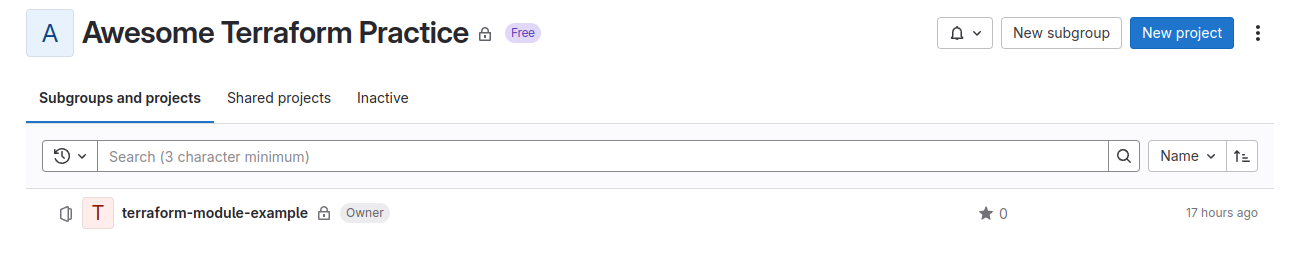 A Awesome Terraform Practice Free New subgroup New project
Subgroups and projects Shared projects Inactive
Search (3 character minimum) Name
T terraform-module-example Owner 0 17 hours ago